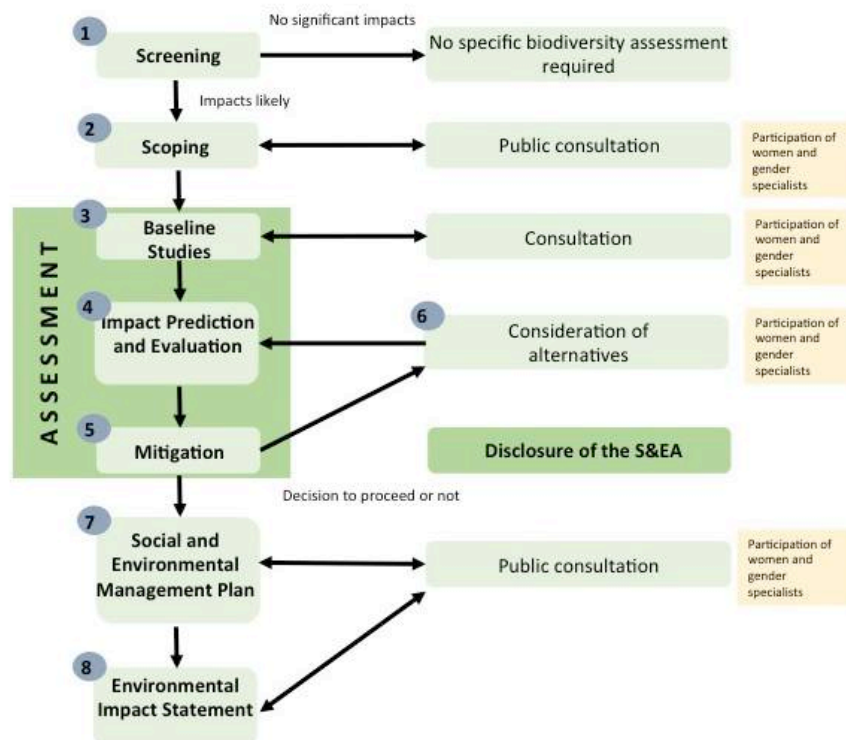 No significant impacts
1
Screening
No specific biodiversity assessment
required
Impacts likely
2
Scoping
Public consultation
Participation of
women and
gender
specialists
ASSESSMENT
3
Baseline
Studies
Consultation
Participation of
women and
gender
specialists
4
Impact Prediction
and Evaluation
6
Consideration of
alternatives
Participation of
women and
gender
specialists
5
Mitigation
Disclosure of the S&EA
Decision to proceed or not
7
Social and
Environmental
Management Plan
Public consultation
Participation of
women and
gender
specialists
8
Environmental
Impact Statement